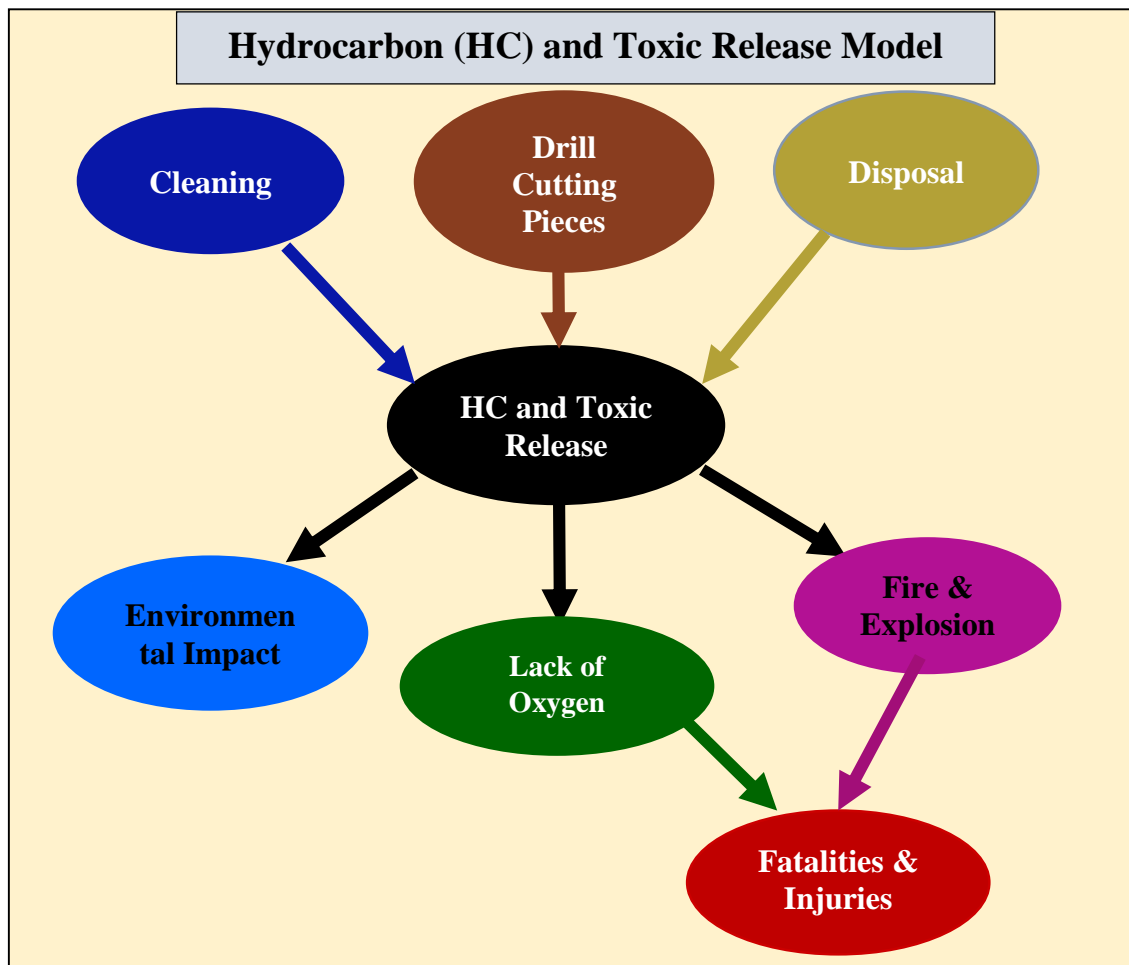 Hydrocarbon (HC) and Toxic Release Model
Cleaning
Drill
Cutting
Pieces
Disposal
HC and Toxic
Release
Environmen
tal Impact
Lack of
Oxygen
Fire &
Explosion
Fatalities &
Injuries